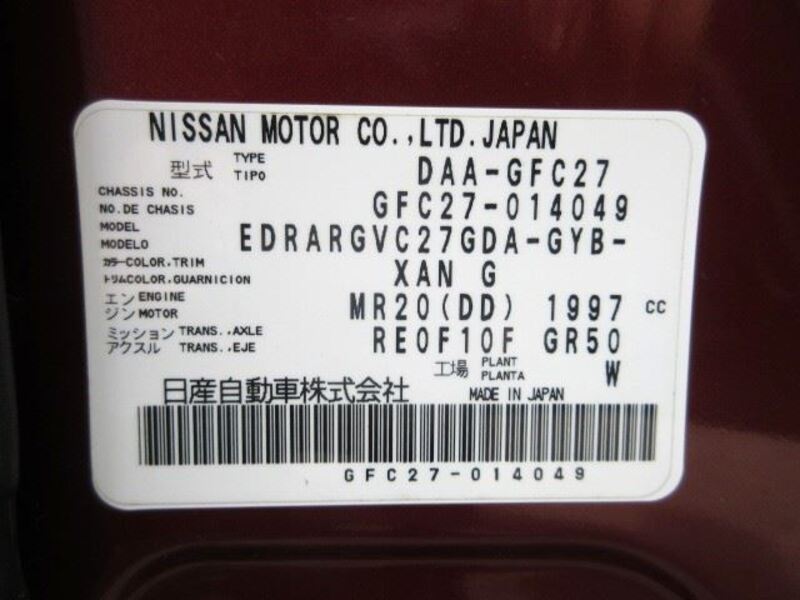 NISSAN MOTOR CO.,LTD.JAPAN
型式 TYPE TIPO DAA-GFC27
CHASSIS NO.
NO.DE CHASIS GFC27-014049
MODEL
MODELO EDRARGVC27GDA-GYB-
カラーCOLOR,TRIM
トリムCOLOR,GUARNICION XAN G
エンジン ENGINE MOTOR MR20(DD) 1997 CC
ミッション TRANS.,AXLE
アクスル TRANS.,EJE RE0F10F GR50
工場 PLANT PLANTA W
日産自動車株式会社 MADE IN JAPAN
GFC27-014049